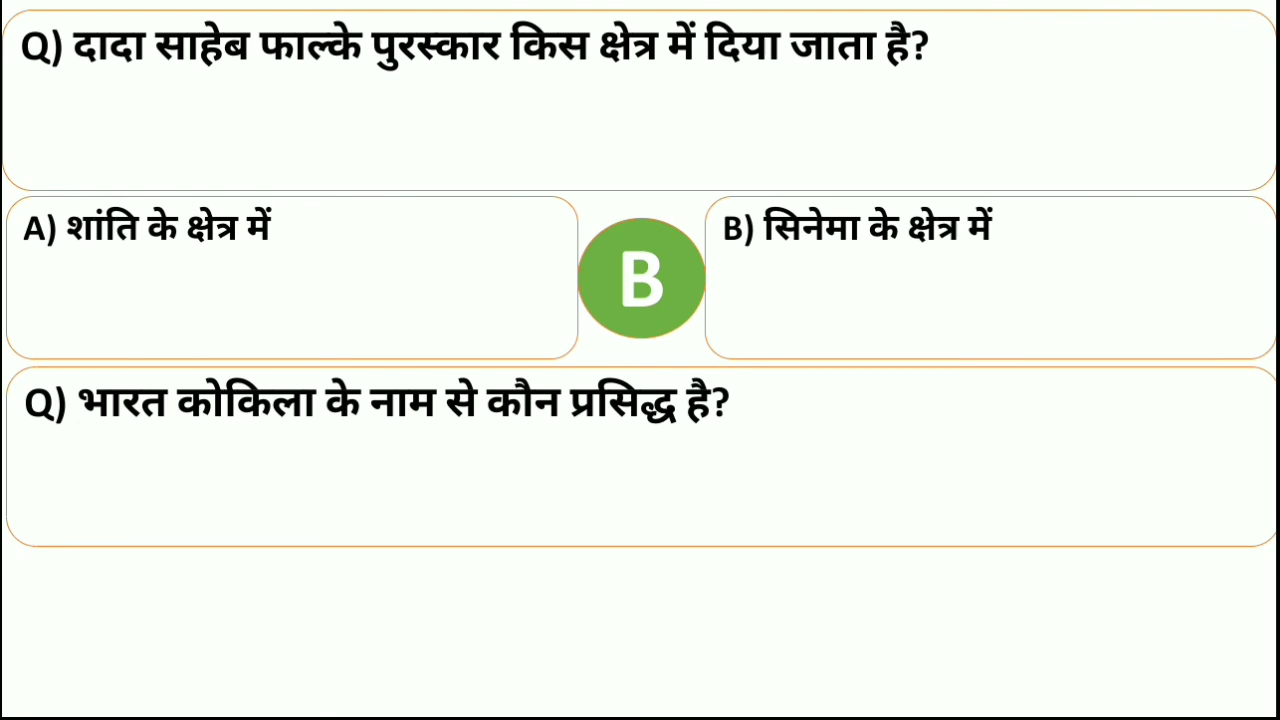 Q) दादा साहेब फाल्के पुरस्कार किस क्षेत्र में दिया जाता है?
A) शांति के क्षेत्र में
B
B) सिनेमा के क्षेत्र में
Q) भारत कोकिला के नाम से कौन प्रसिद्ध है?